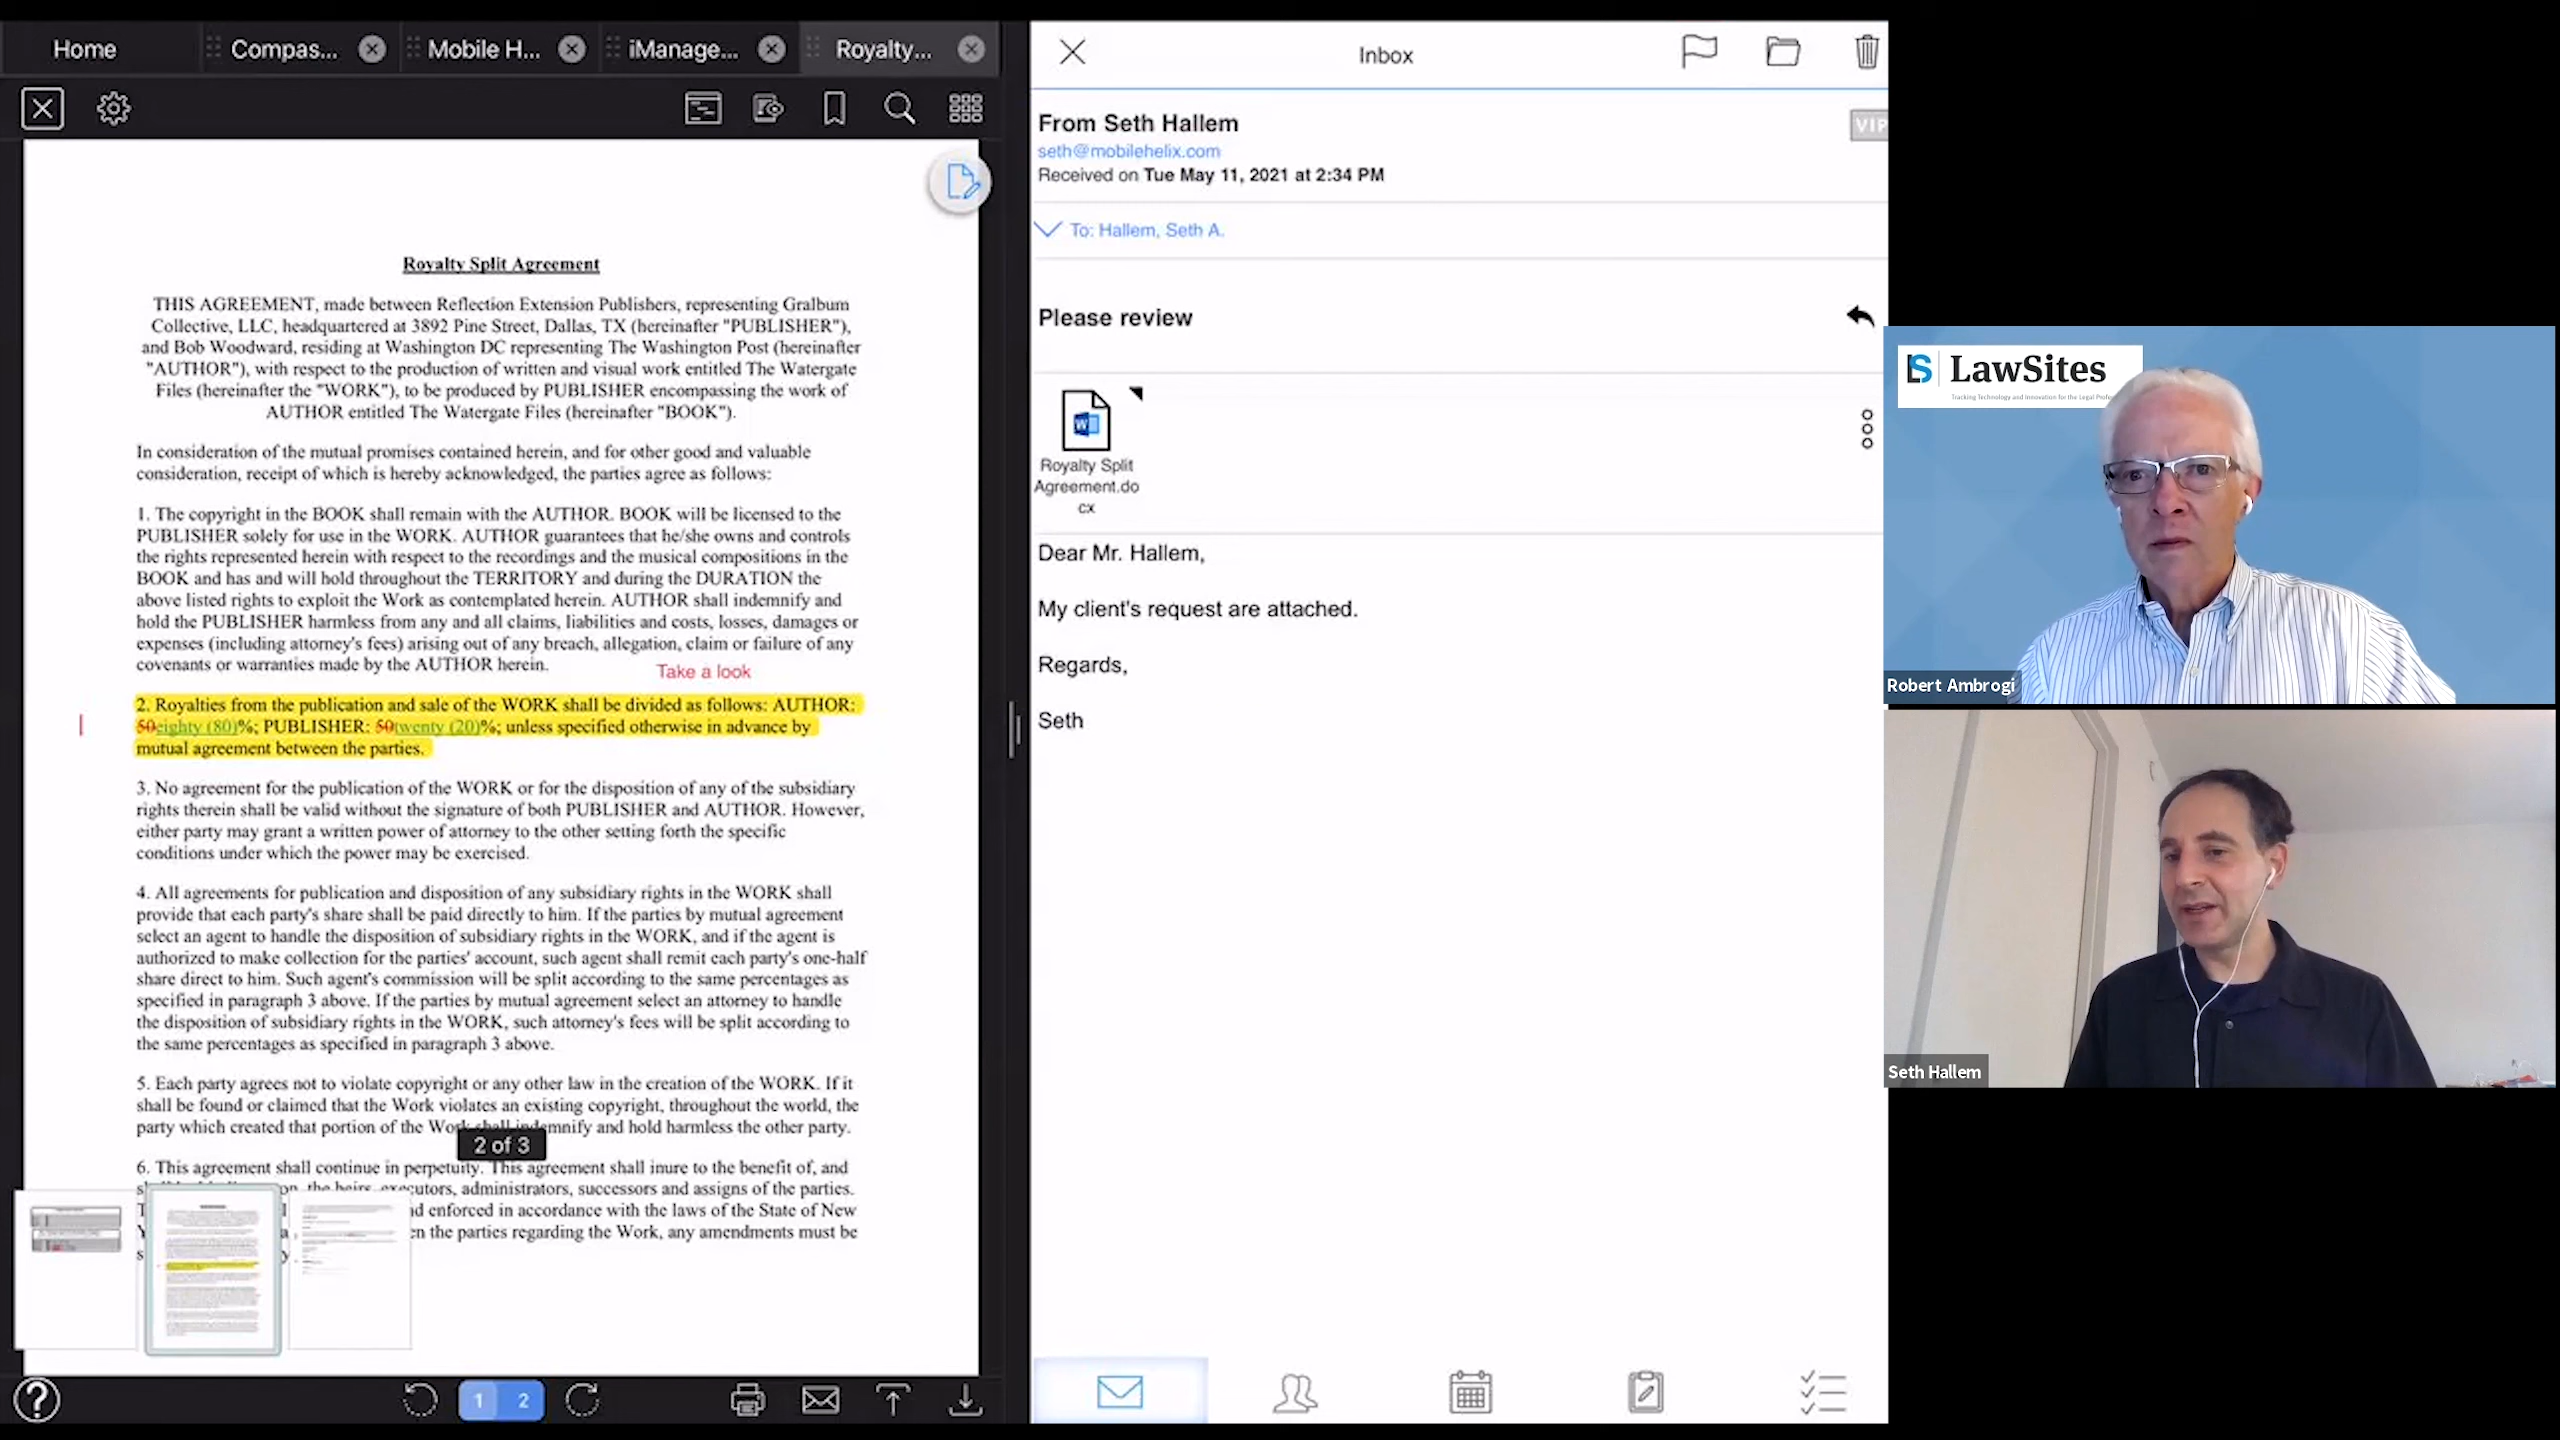 Home
Compas...
Mobile H...
iManage...
Royalty...
Royalty Split Agreement
THIS AGREEMENT, made between Reflection Extension Publishers, representing Gralbum
Collective, LLC, headquartered at 3892 Pine Street, Dallas, TX (hereinafter "PUBLISHER"),
and Bob Woodward, residing at Washington DC representing The Washington Post (hereinafter
"AUTHOR"), with respect to the production of written and visual work entitled The Watergate
Files (hereinafter the "WORK"), to be produced by PUBLISHER encompassing the work of
AUTHOR entitled The Watergate Files (hereinafter "BOOK").
In consideration of the mutual promises contained herein, and for other good and valuable
consideration, receipt of which is hereby acknowledged, the parties agree as follows:
1. The copyright in the BOOK shall remain with the AUTHOR. BOOK will be licensed to the
PUBLISHER solely for use in the WORK. AUTHOR guarantees that he/she owns and controls
the rights represented herein with respect to the recordings and the musical compositions in the
BOOK and has and will hold throughout the TERRITORY and during the DURATION the
above listed rights to exploit the Work as contemplated herein. AUTHOR shall indemnify and
hold the PUBLISHER harmless from any and all claims, liabilities and costs, losses, damages or
expenses (including attorney's fees) arising out of any breach, allegation, claim or failure of any
covenants or warranties made by the AUTHOR herein.
Take a look
2. Royalties from the publication and sale of the WORK shall be divided as follows: AUTHOR:
50eighty (80)%; PUBLISHER: 50twenty (20)%; unless specified otherwise in advance by
mutual agreement between the parties.
3. No agreement for the publication of the WORK or for the disposition of any of the subsidiary
rights therein shall be valid without the signature of both PUBLISHER and AUTHOR. However,
either party may grant a written power of attorney to the other setting forth the specific
conditions under which the power may be exercised.
4. All agreements for publication and disposition of any subsidiary rights in the WORK shall
provide that each party's share shall be paid directly to him. If the parties by mutual agreement
select an agent to handle the disposition of subsidiary rights in the WORK, and if the agent is
authorized to make collection for the parties' account, such agent shall remit each party's one-half
share direct to him. Such agent's commission will be split according to the same percentages as
specified in paragraph 3 above. If the parties by mutual agreement select an attorney to handle
the disposition of subsidiary rights in the WORK, such attorney's fees will be split according to
the same percentages as specified in paragraph 3 above.
5. Each party agrees not to violate copyright or any other law in the creation of the WORK. If it
shall be found or claimed that the Work violates an existing copyright, throughout the world, the
party which created that portion of the Work shall indemnify and hold harmless the other party.
2 of 3
6. This agreement shall continue in perpetuity. This agreement shall inure to the benefit of, and
the heirs, executors, administrators, successors and assigns of the parties.
enforced in accordance with the laws of the State of New
the parties regarding the Work, any amendments must be
1 2
Inbox
From Seth Hallem
VIP
seth@mobilehelix.com
Received on Tue May 11, 2021 at 2:34 PM
To: Hallem, Seth A.
Please review
W
Royalty Split
Agreement.do
cx
Dear Mr. Hallem,
My client's request are attached.
Regards,
Seth
LS LawSites
Tracking Technology and Innovation for the Legal
Robert Ambrogi
Seth Hallem